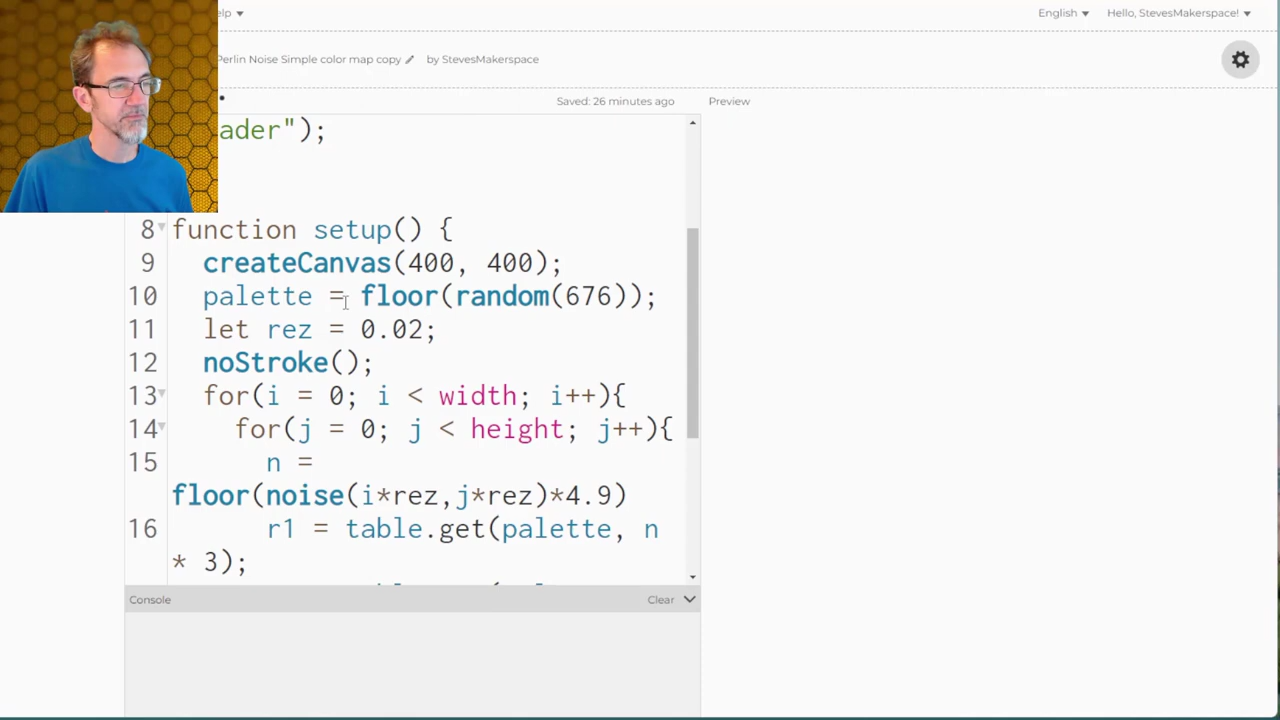 elp
English
Hello, StevesMakerspace!
Perlin Noise Simple color map copy by StevesMakerspace
Saved: 26 minutes ago
Preview
ader");
8 function setup() {
9 createCanvas(400, 400);
10 palette = floor(random(676));
11 let rez = 0.02;
12 noStroke();
13 for(i = 0; i < width; i++){
14 for(j = 0; j < height; j++){
15 n =
floor(noise(i*rez,j*rez)*4.9)
16 r1 = table.get(palette, n
* 3);
Console
Clear